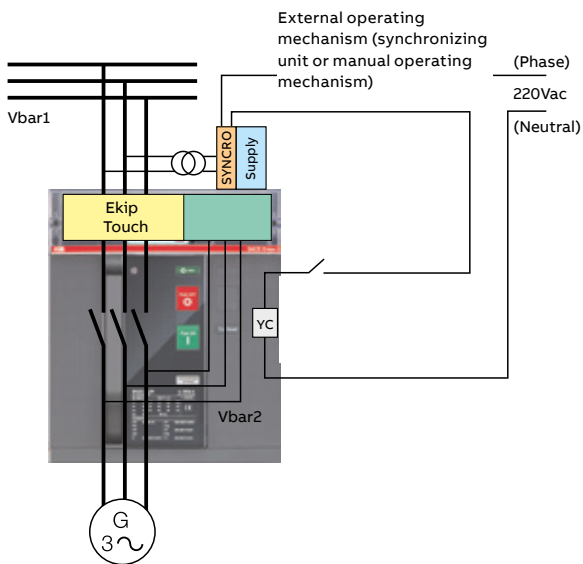 External operating
mechanism (synchronizing
unit or manual operating
mechanism)
(Phase)
220Vac
(Neutral)
Vbar1
SYNCRO
Supply
Ekip
Touch
YC
Vbar2
G
3